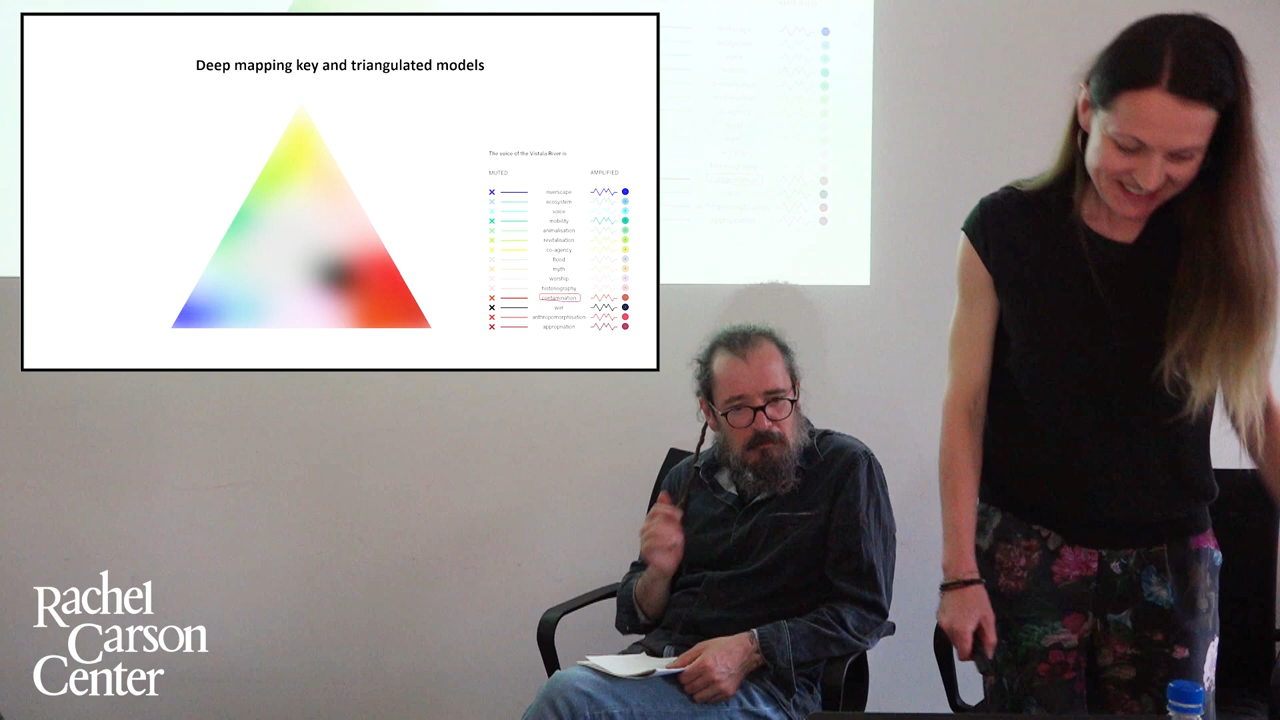 Deep mapping key and triangulated models
The voice of the Vistula River is
MUTED AMPLIFIED
riverscape
ecosystem
voice
mobility
animalisation
revitalisation
co-agency
flood
myth
worship
historiography
contamination
war
anthropomorphisation
appropriation
Rachel
Carson
Center